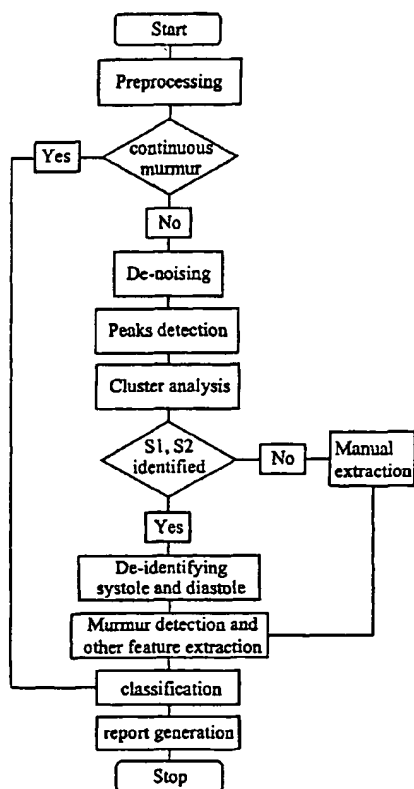 Start
Preprocessing
Yes
continuous
murmur
No
De-noising
Peaks detection
Cluster analysis
S1, S2
identified
No
Manual
extraction
Yes
De-identifying
systole and diastole
Murmur detection and
other feature extraction
classification
report generation
Stop